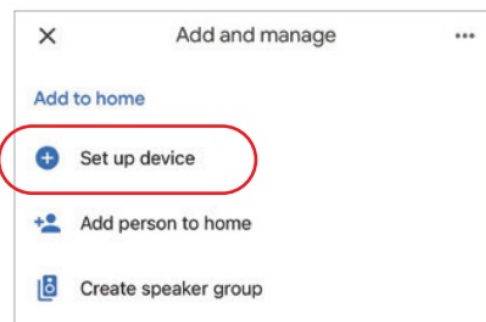 Add and manage
Add to home
Set up device
Add person to home
Create speaker group